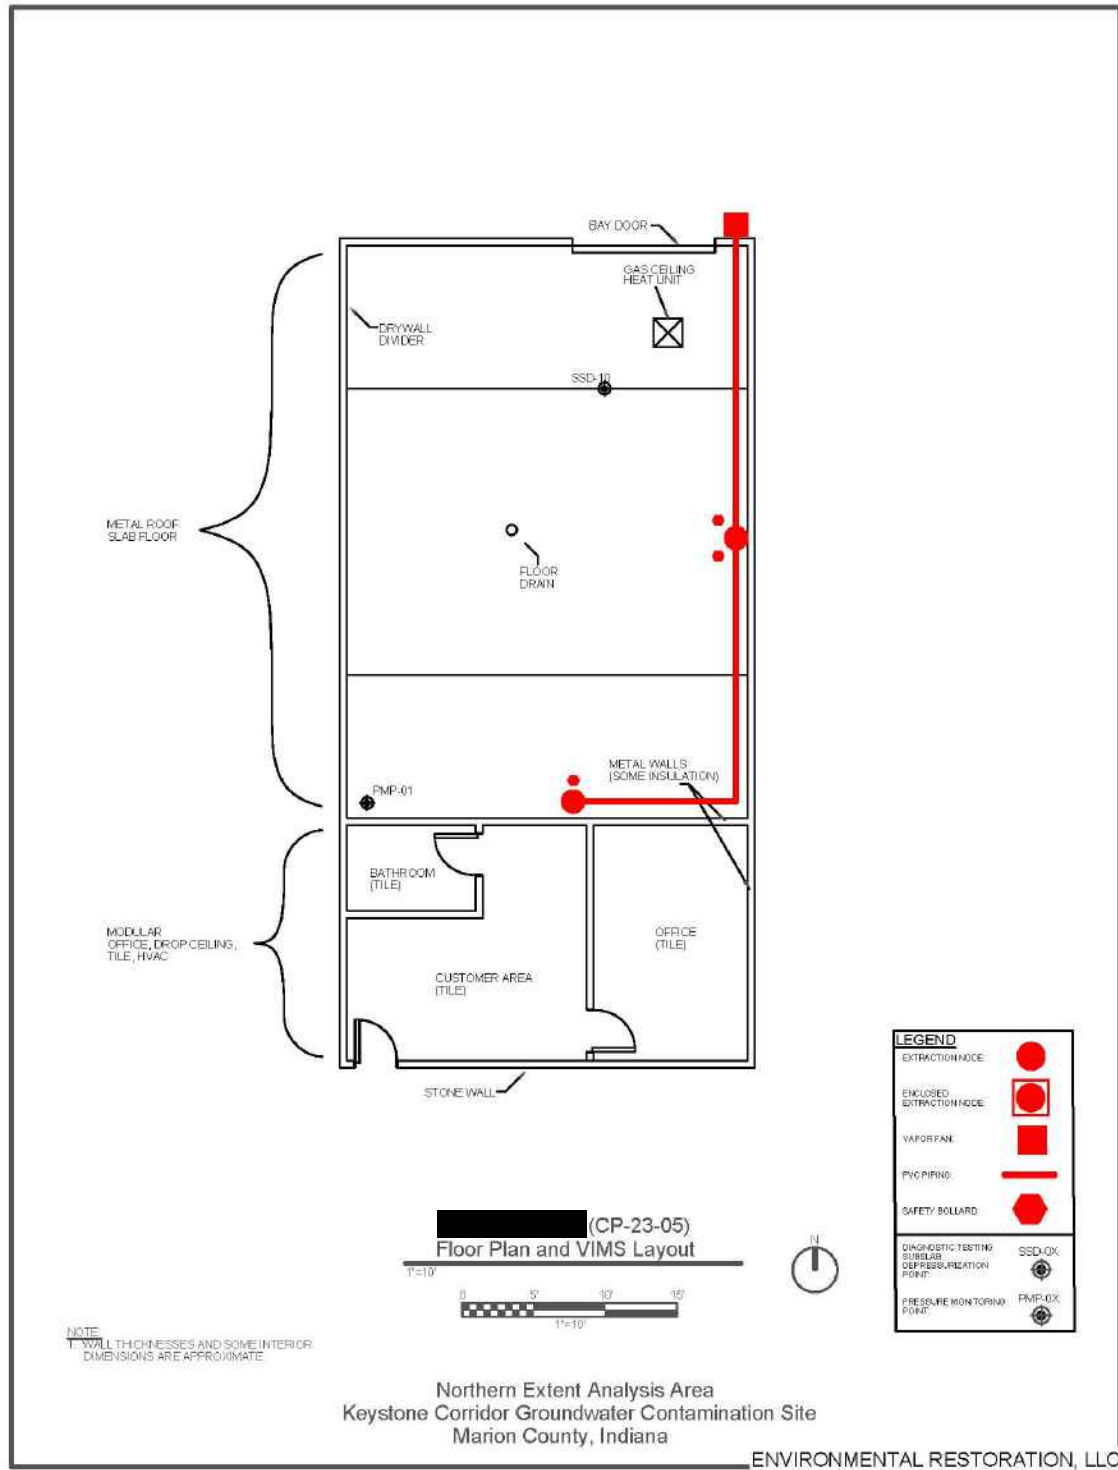 BAY DOOR
GAS CEILING
HEAT UNIT
DRYWALL
DIVIDER
SSD-10
METAL ROOF
SLAB FLOOR
FLOOR
DRAIN
METAL WALLS
(SOME INSULATION)
PMP-01
BATHROOM
(TILE)
MODULAR
OFFICE, DROP CEILING,
TILE, HVAC
OFFICE
(TILE)
CUSTOMER AREA
(TILE)
STONE WALL
LEGEND
EXTRACTION NODE:
ENCLOSED
EXTRACTION NODE:
VAPOR FAN:
PVC PIPING:
SAFETY BOLLARD:
DIAGNOSTIC TESTING
SUBSLAB
DEPRESSURIZATION
POINT:
SSD-0X
PRESSURE MONITORING
POINT:
PMP-0X
(CP-23-05)
Floor Plan and VIMS Layout
1"=10'
N
0 5' 10' 15'
1"=10'
NOTE:
1. WALL THICKNESSES AND SOME INTERIOR
DIMENSIONS ARE APPROXIMATE
Northern Extent Analysis Area
Keystone Corridor Groundwater Contamination Site
Marion County, Indiana
ENVIRONMENTAL RESTORATION, LLC